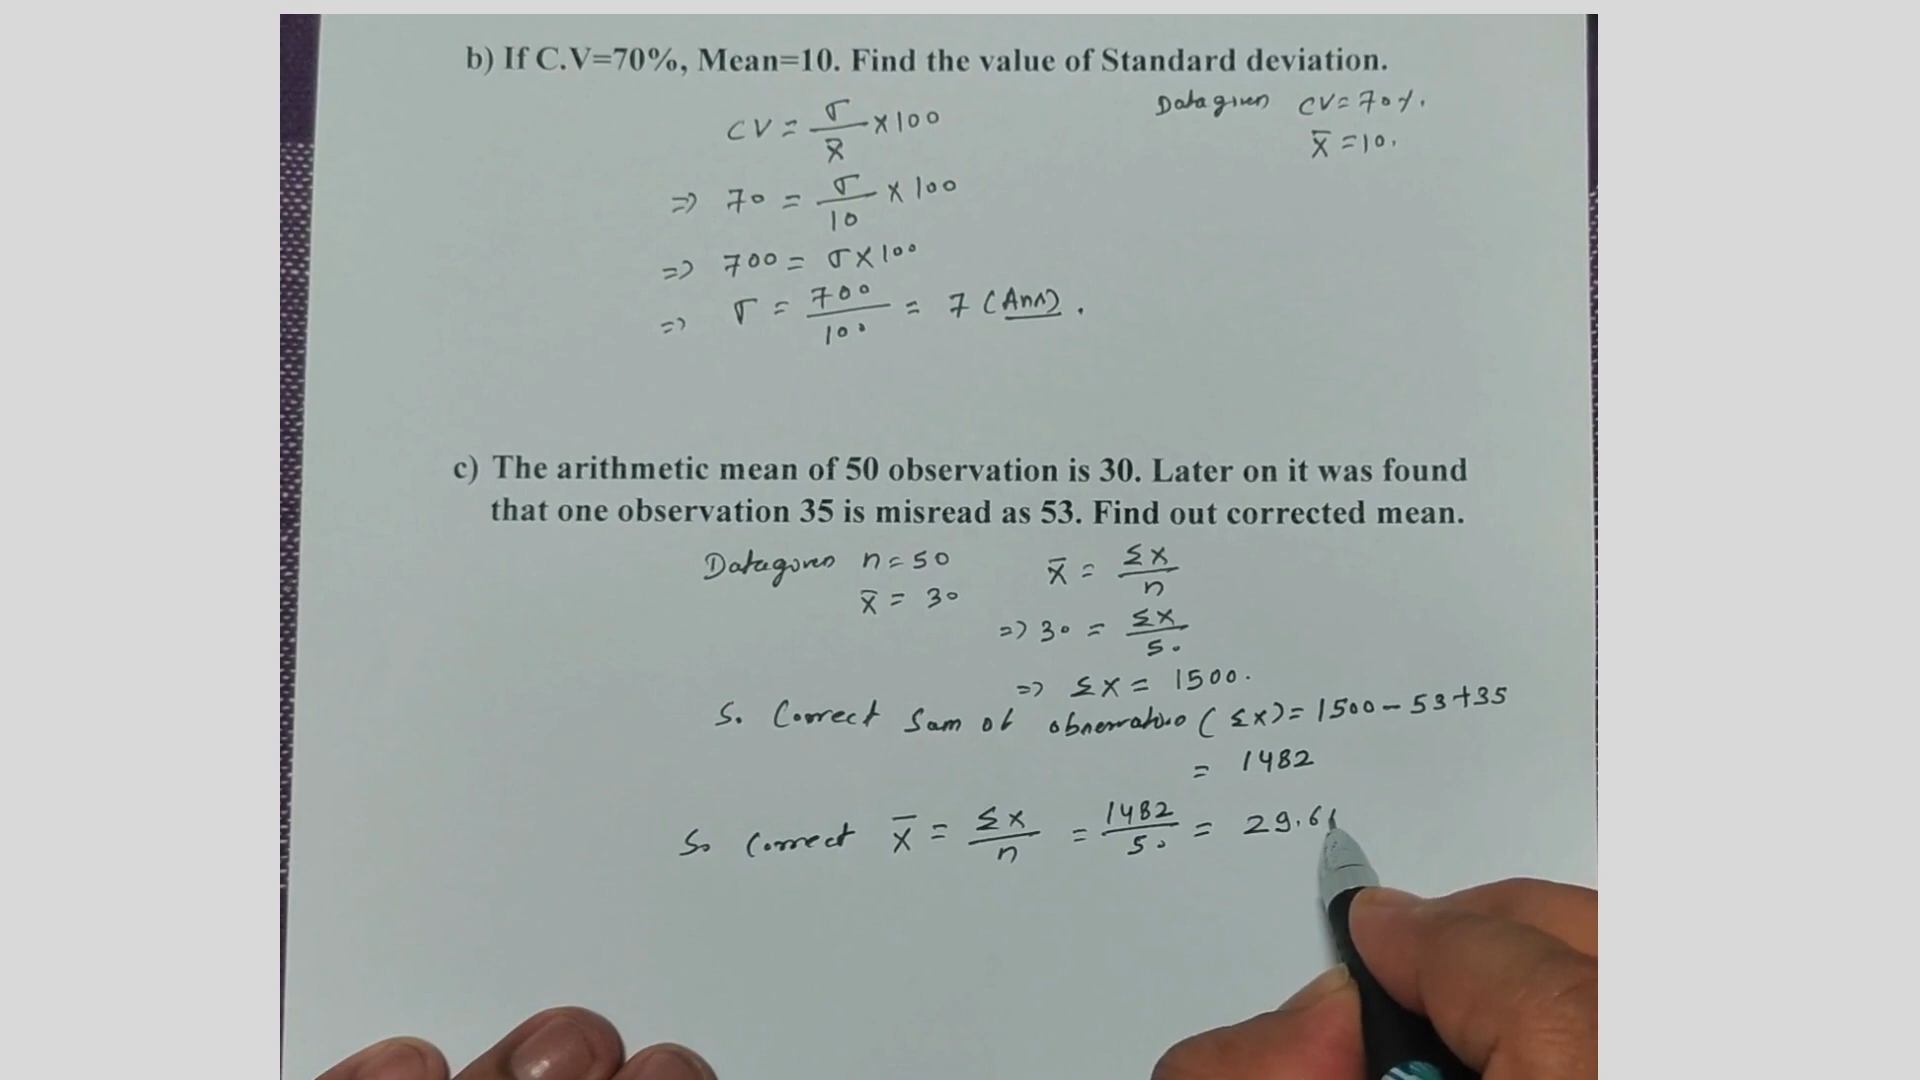 b) If C.V=70%, Mean=10. Find the value of Standard deviation.
Data given CV=70%.
x̄ =10.
CV = σ/x̄ ×100
=> 70 = σ/10 × 100
=> 700 = σ×100
=> σ = 700/100 = 7 (Ans).
c) The arithmetic mean of 50 observation is 30. Later on it was found
that one observation 35 is misread as 53. Find out corrected mean.
Data given n=50
x̄ = 30
x̄ = Σx/n
=> 30 = Σx/50
=> Σx = 1500.
So Correct Sum of observation (Σx)= 1500-53+35
= 1482
So Correct x̄ = Σx/n = 1482/50 = 29.6